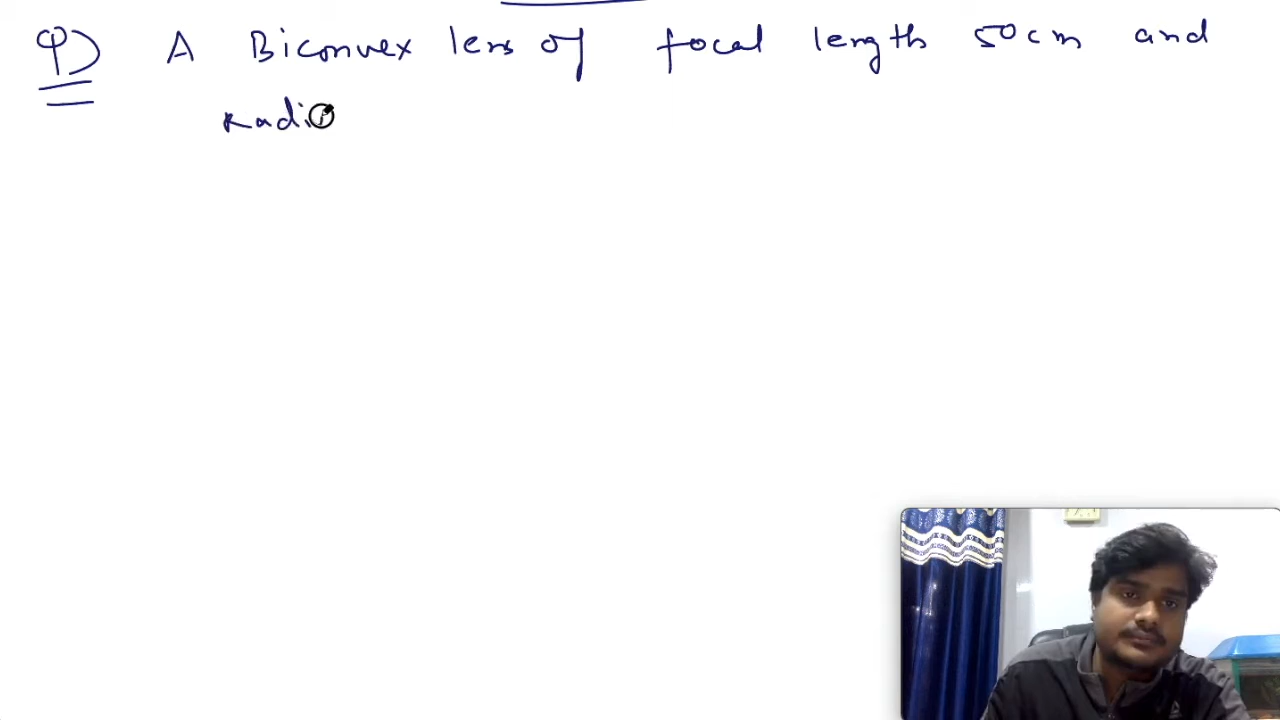 Q) A Biconvex lens of focal length 50cm and
Radi